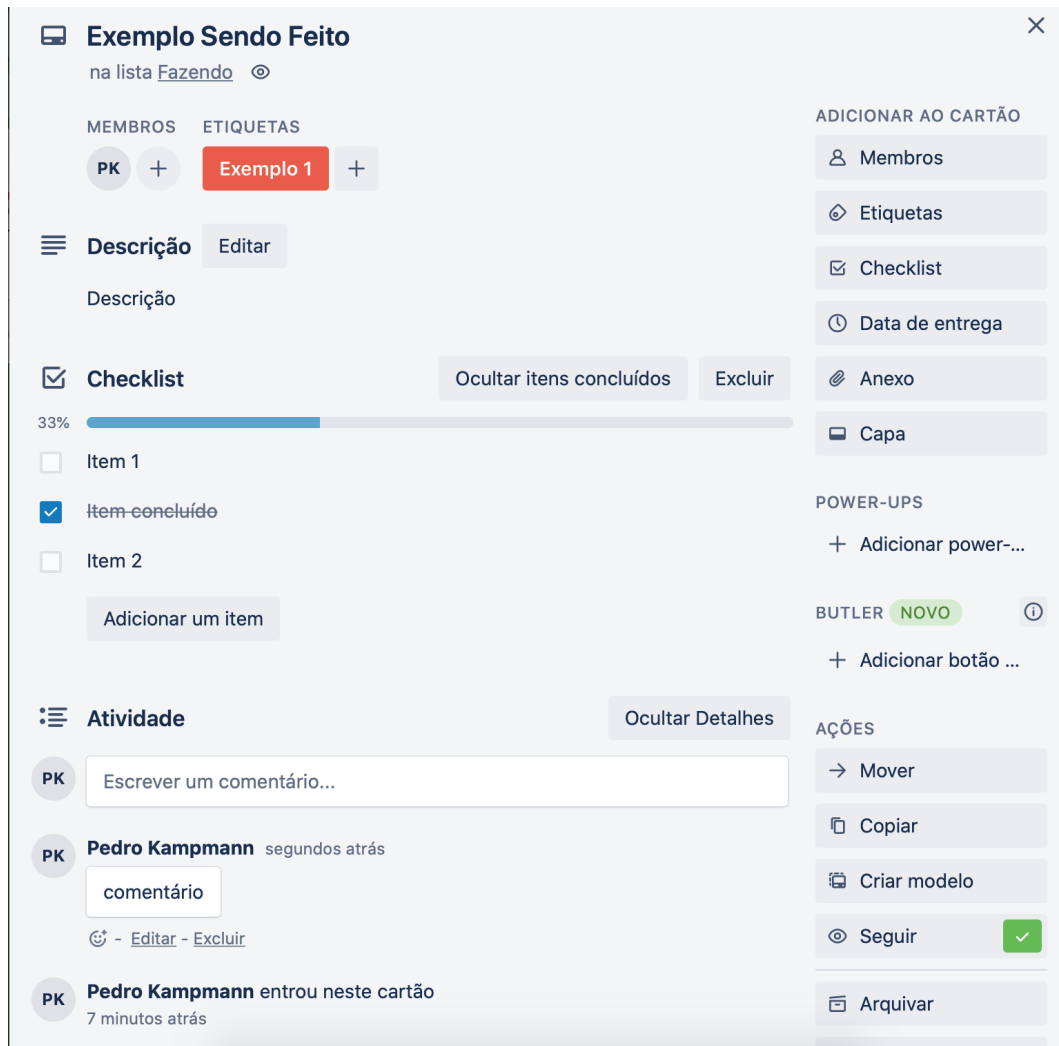 Exemplo Sendo Feito
na lista Fazendo
MEMBROS
ETIQUETAS
PK
Exemplo 1
Descrição
Editar
Descrição
Checklist
Ocultar itens concluídos
Excluir
33%
Item 1
Item concluído
Item 2
Adicionar um item
Atividade
Ocultar Detalhes
PK
Escrever um comentário...
PK
Pedro Kampmann segundos atrás
comentário
- Editar - Excluir
PK
Pedro Kampmann entrou neste cartão
7 minutos atrás
ADICIONAR AO CARTÃO
Membros
Etiquetas
Checklist
Data de entrega
Anexo
Capa
POWER-UPS
+ Adicionar power-...
BUTLER NOVO
+ Adicionar botão ...
AÇÕES
Mover
Copiar
Criar modelo
Seguir
Arquivar